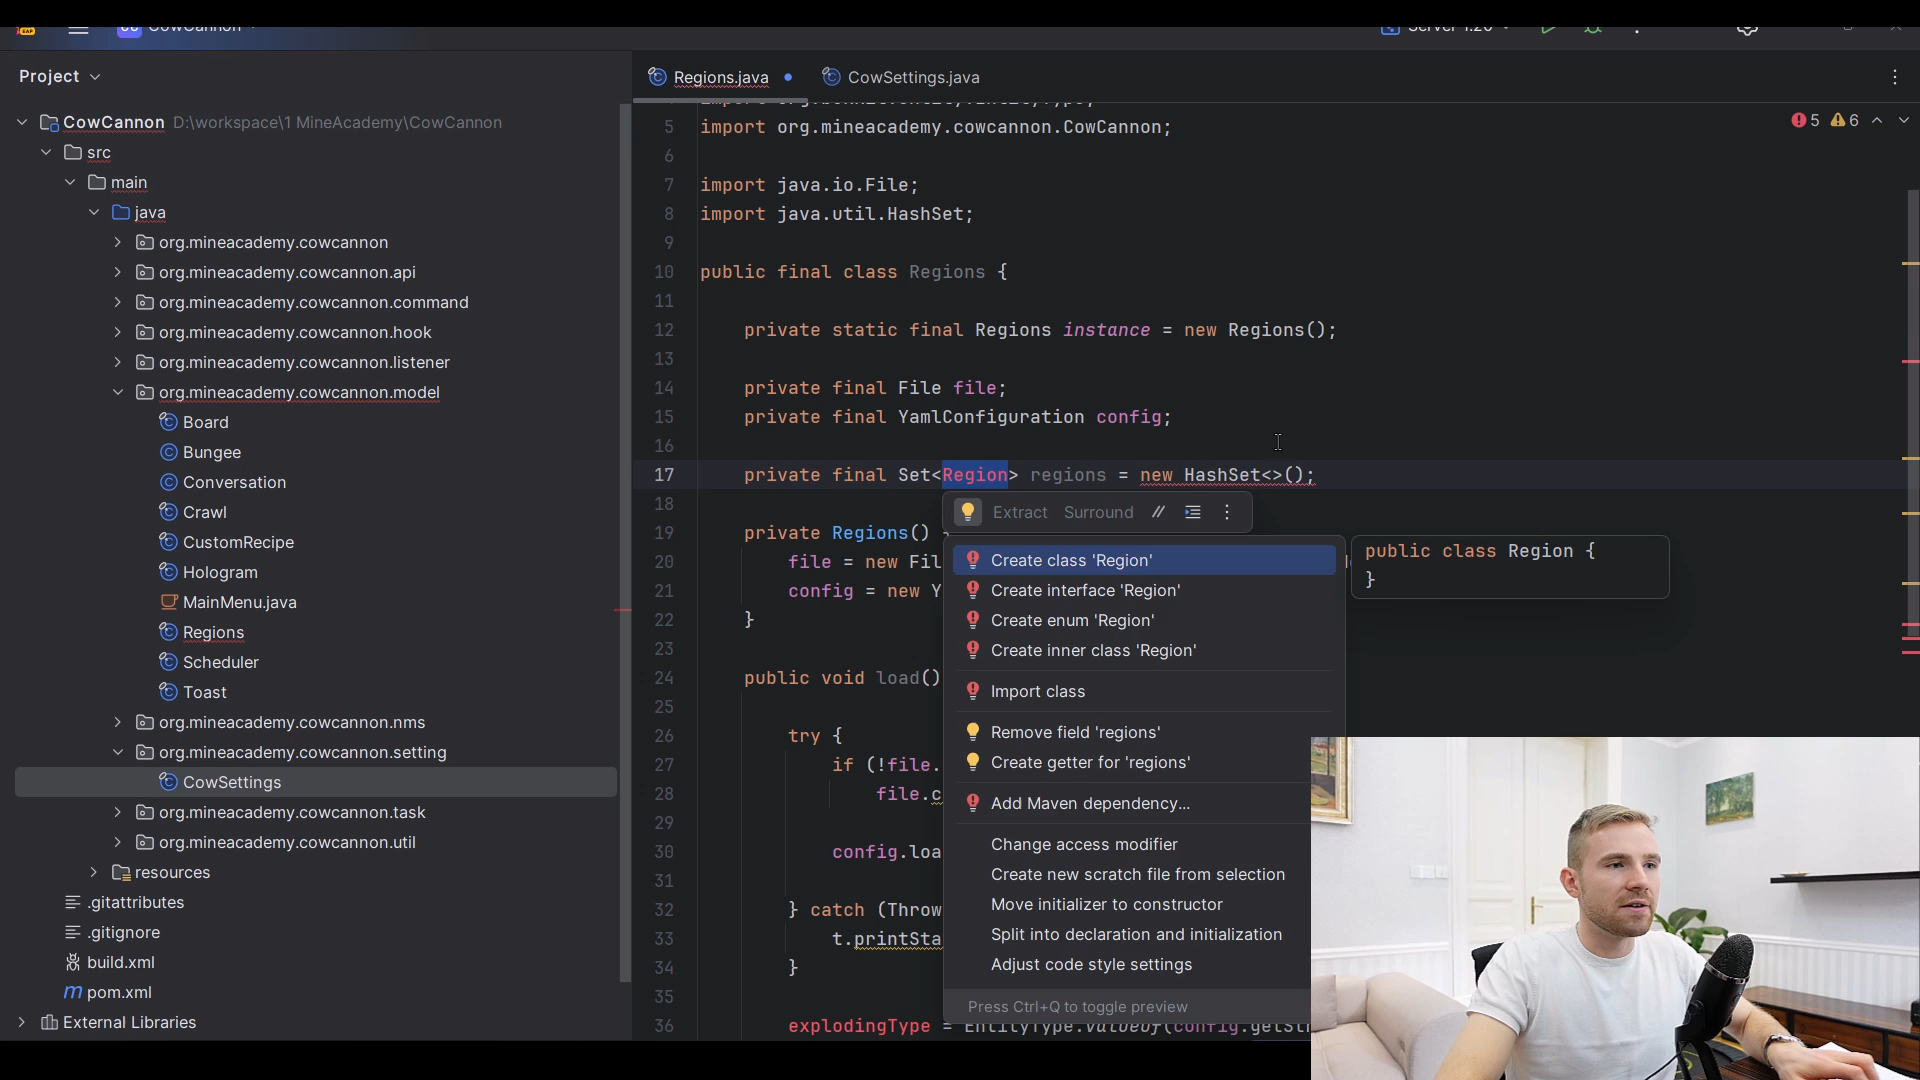 CowCannon
Server 1.20
Project
Regions.java
CowSettings.java
CowCannon D:\workspace\1 MineAcademy\CowCannon
src
main
java
org.mineacademy.cowcannon
org.mineacademy.cowcannon.api
org.mineacademy.cowcannon.command
org.mineacademy.cowcannon.hook
org.mineacademy.cowcannon.listener
org.mineacademy.cowcannon.model
Board
Bungee
Conversation
Crawl
CustomRecipe
Hologram
MainMenu.java
Regions
Scheduler
Toast
org.mineacademy.cowcannon.nms
org.mineacademy.cowcannon.setting
CowSettings
org.mineacademy.cowcannon.task
org.mineacademy.cowcannon.util
resources
.gitattributes
.gitignore
build.xml
pom.xml
External Libraries
5 6
5 import org.mineacademy.cowcannon.CowCannon;
6
7 import java.io.File;
8 import java.util.HashSet;
9
10 public final class Regions {
11
12 private static final Regions instance = new Regions();
13
14 private final File file;
15 private final YamlConfiguration config;
16
17 private final Set<Region> regions = new HashSet<>();
18
19 private Regions() {
20 file = new Fil
21 config = new Y
22 }
23
24 public void load()
25
26 try {
27 if (!file.
28 file.c
29
30 config.loa
31
32 } catch (Throw
33 t.printSta
34 }
35
36 explodingType = EntityType.valueOf(config.getStr
Extract Surround //
Create class 'Region'
Create interface 'Region'
Create enum 'Region'
Create inner class 'Region'
Import class
Remove field 'regions'
Create getter for 'regions'
Add Maven dependency...
Change access modifier
Create new scratch file from selection
Move initializer to constructor
Split into declaration and initialization
Adjust code style settings
Press Ctrl+Q to toggle preview
public class Region {
}